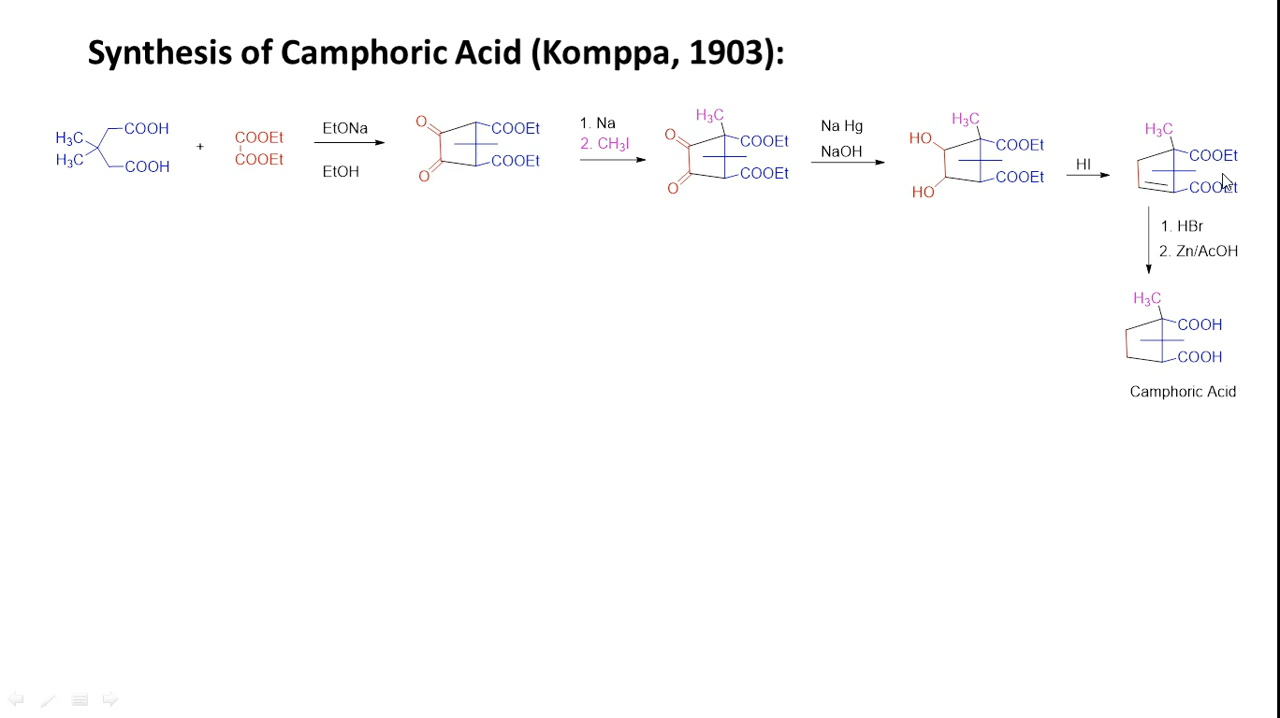 Synthesis of Camphoric Acid (Komppa, 1903):
H₃C
H₃C
COOH
COOH
+
COOEt
COOEt
EtONa
EtOH
O
O
COOEt
COOEt
1. Na
2. CH₃I
H₃C
O
O
COOEt
COOEt
Na Hg
NaOH
H₃C
HO
HO
COOEt
COOEt
HI
H₃C
COOEt
COOEt
1. HBr
2. Zn/AcOH
H₃C
COOH
COOH
Camphoric Acid